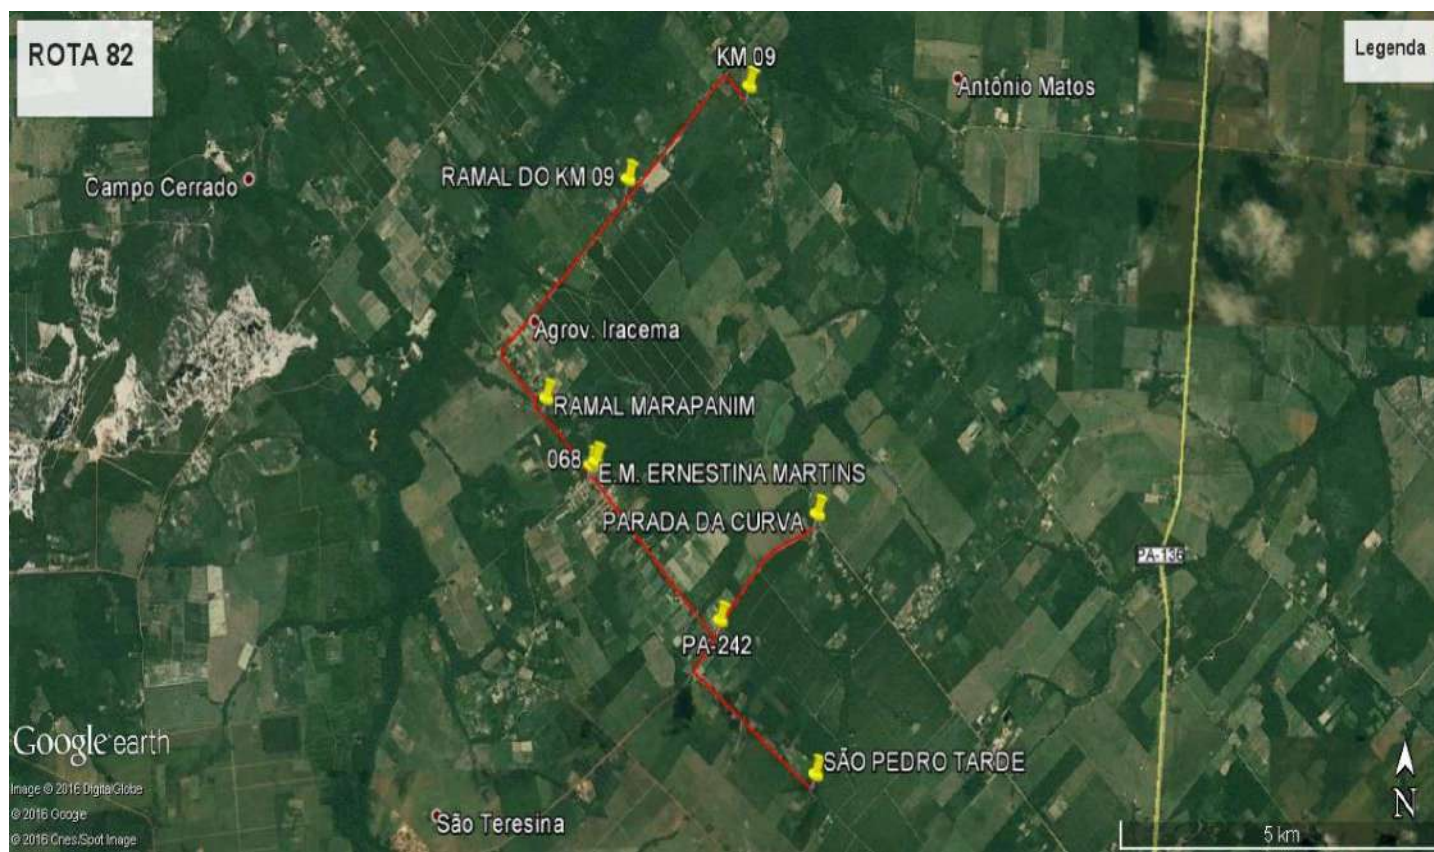 ROTA 82
KM 09
Legenda
Antônio Matos
RAMAL DO KM 09
Campo Cerrado
Agrov. Iracema
RAMAL MARAPANIM
068
E.M. ERNESTINA MARTINS
PARADA DA CURVA
PA-136
PA-242
Google earth
SÃO PEDRO TARDE
Image © 2016 DigitalGlobe
© 2016 Google
© 2016 Cnes/Spot Image
São Teresina
N
5 km